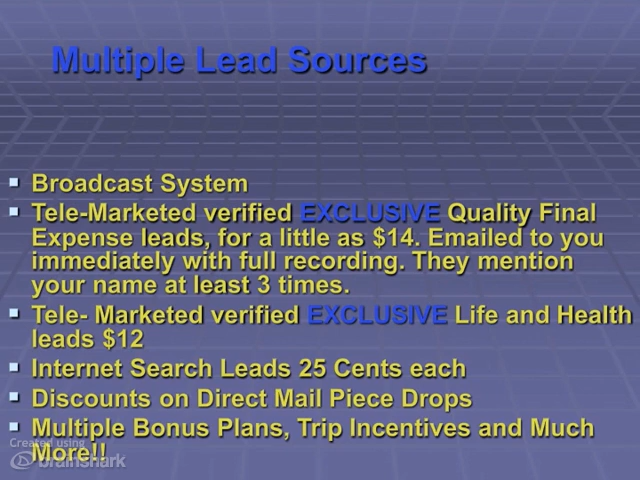 Multiple Lead Sources
Broadcast System
Tele-Marketed verified EXCLUSIVE Quality Final
Expense leads, for a little as $14. Emailed to you
immediately with full recording. They mention
your name at least 3 times.
Tele- Marketed verified EXCLUSIVE Life and Health
leads $12
Internet Search Leads 25 Cents each
Discounts on Direct Mail Piece Drops
Multiple Bonus Plans, Trip Incentives and Much
More!!
Created using
brainshark